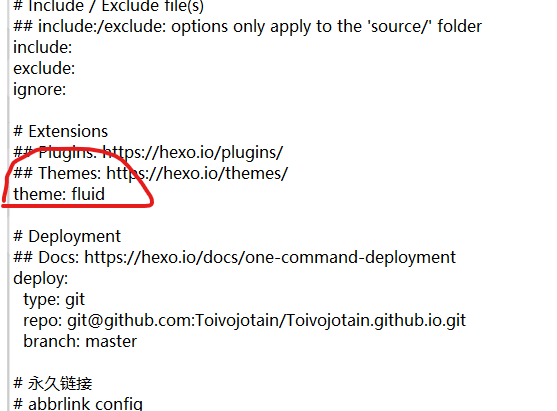 # Include / Exclude file(s)
## include:/exclude: options only apply to the 'source/' folder
include:
exclude:
ignore:
# Extensions
## Plugins: https://hexo.io/plugins/
## Themes: https://hexo.io/themes/
theme: fluid
# Deployment
## Docs: https://hexo.io/docs/one-command-deployment
deploy:
type: git
repo: git@github.com:Toivojotain/Toivojotain.github.io.git
branch: master
# 永久链接
# abbrlink config